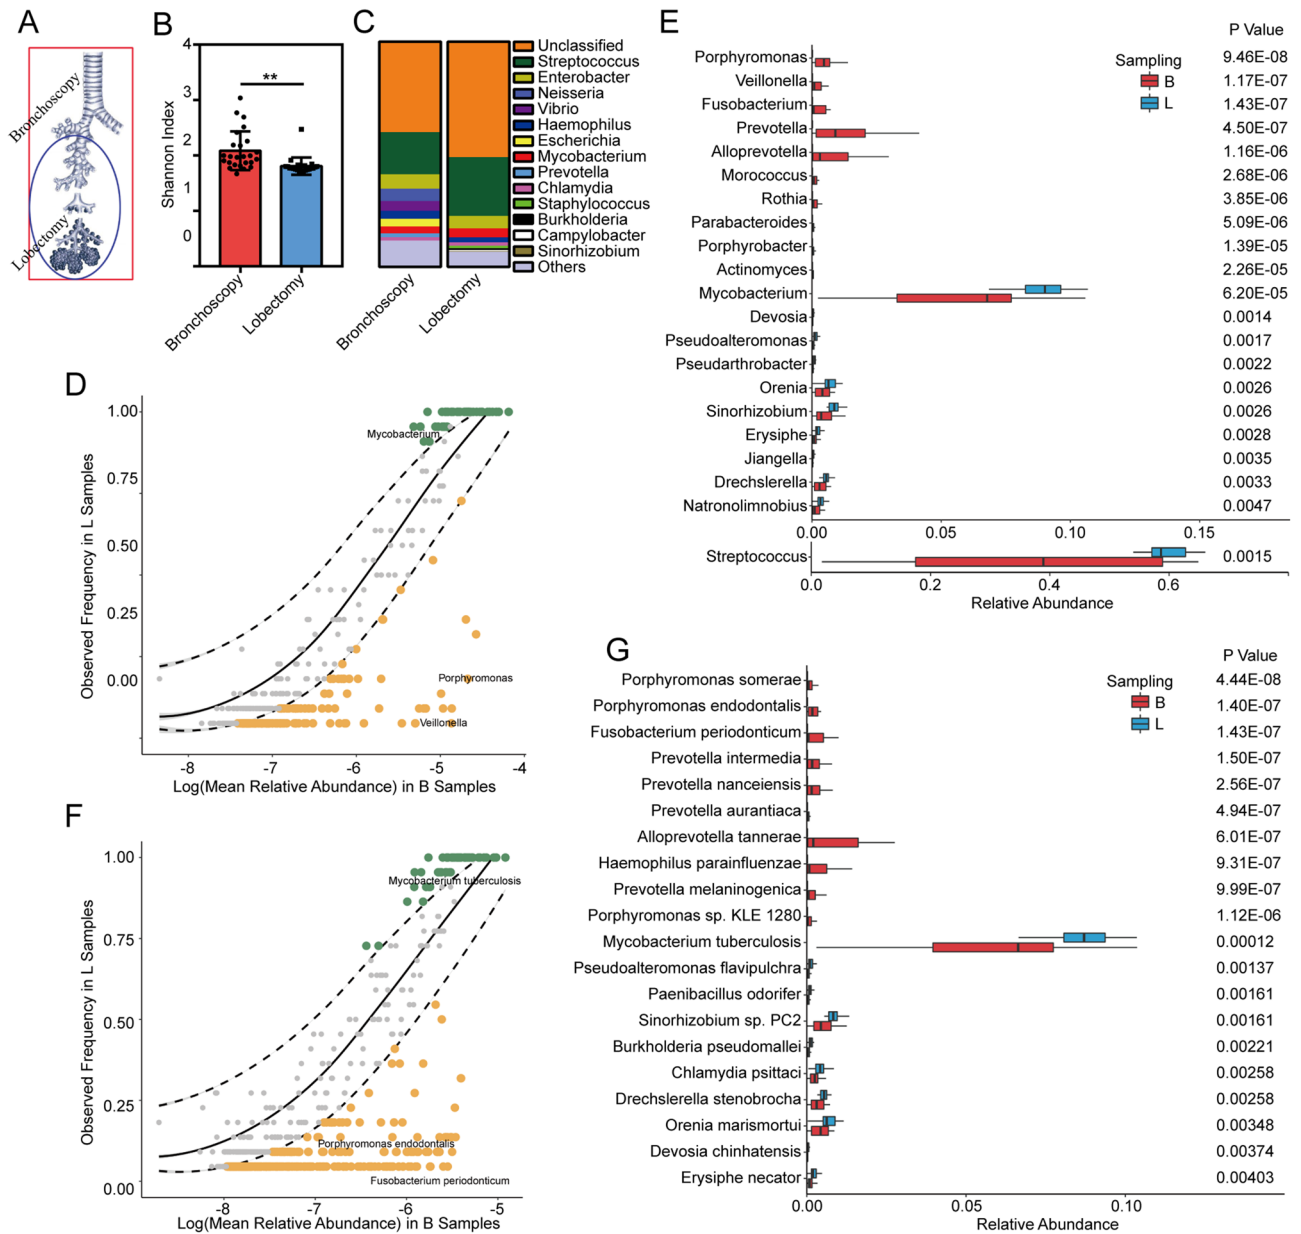 A
Bronchoscopy
Lobectomy
B
4
3
2
1
0
Shannon Index
**
Bronchoscopy
Lobectomy
C
Bronchoscopy
Lobectomy
Unclassified
Streptococcus
Enterobacter
Neisseria
Vibrio
Haemophilus
Escherichia
Mycobacterium
Prevotella
Chlamydia
Staphylococcus
Burkholderia
Campylobacter
Sinorhizobium
Others
D
Observed Frequency in L Samples
1.00
0.75
0.50
0.25
0.00
Mycobacterium
Porphyromonas
Veillonella
-8
-7
-6
-5
-4
Log(Mean Relative Abundance) in B Samples
E
P Value
Sampling
B
L
Porphyromonas 9.46E-08
Veillonella 1.17E-07
Fusobacterium 1.43E-07
Prevotella 4.50E-07
Alloprevotella 1.16E-06
Morococcus 2.68E-06
Rothia 3.85E-06
Parabacteroides 5.09E-06
Porphyrobacter 1.39E-05
Actinomyces 2.26E-05
Mycobacterium 6.20E-05
Devosia 0.0014
Pseudoalteromonas 0.0017
Pseudarthrobacter 0.0022
Orenia 0.0026
Sinorhizobium 0.0026
Erysiphe 0.0028
Jiangella 0.0035
Drechslerella 0.0033
Natronolimnobius 0.0047
0.00 0.05 0.10 0.15
Streptococcus 0.0015
0.0 0.2 0.4 0.6
Relative Abundance
F
Observed Frequency in L Samples
1.00
0.75
0.50
0.25
0.00
Mycobacterium tuberculosis
Porphyromonas endodontalis
Fusobacterium periodonticum
-8
-7
-6
-5
Log(Mean Relative Abundance) in B Samples
G
P Value
Sampling
B
L
Porphyromonas somerae 4.44E-08
Porphyromonas endodontalis 1.40E-07
Fusobacterium periodonticum 1.43E-07
Prevotella intermedia 1.50E-07
Prevotella nanceiensis 2.56E-07
Prevotella aurantiaca 4.94E-07
Alloprevotella tannerae 6.01E-07
Haemophilus parainfluenzae 9.31E-07
Prevotella melaninogenica 9.99E-07
Porphyromonas sp. KLE 1280 1.12E-06
Mycobacterium tuberculosis 0.00012
Pseudoalteromonas flavipulchra 0.00137
Paenibacillus odorifer 0.00161
Sinorhizobium sp. PC2 0.00161
Burkholderia pseudomallei 0.00221
Chlamydia psittaci 0.00258
Drechslerella stenobrocha 0.00258
Orenia marismortui 0.00348
Devosia chinhatensis 0.00374
Erysiphe necator 0.00403
0.00 0.05 0.10
Relative Abundance